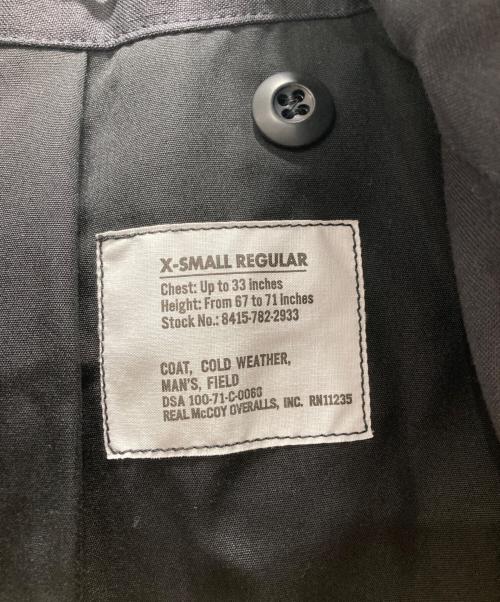 X-SMALL REGULAR
Chest: Up to 33 inches
Height: From 67 to 71 inches
Stock No.: 8415-782-2933
COAT, COLD WEATHER,
MAN'S, FIELD
DSA 100-71-C-0060
REAL McCOY OVERALLS, INC. RN11235